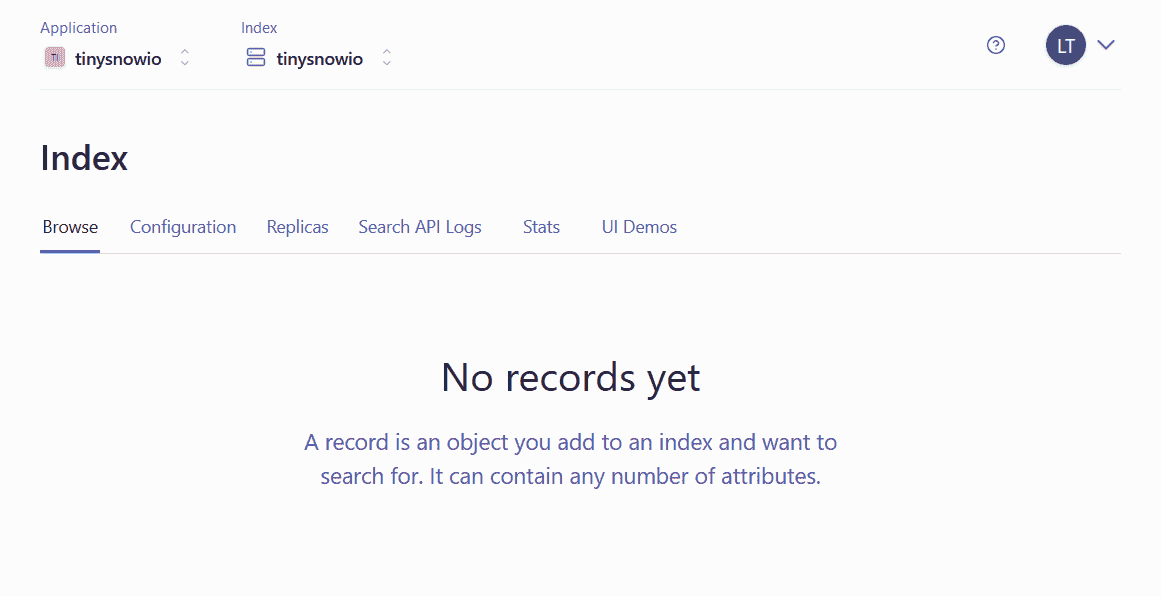 Application
Index
TI
tinysnowio
tinysnowio
LT
Index
Browse
Configuration
Replicas
Search API Logs
Stats
UI Demos
No records yet
A record is an object you add to an index and want to
search for. It can contain any number of attributes.